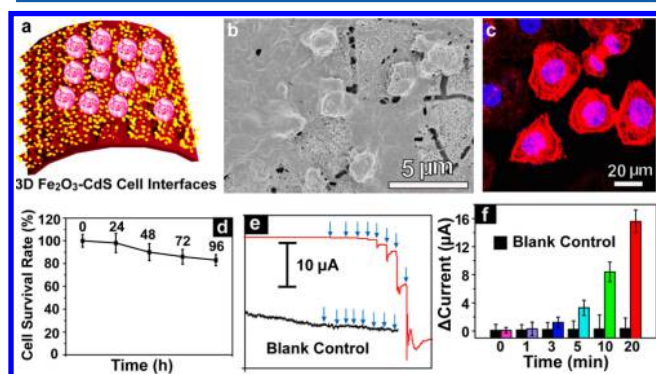 a
3D Fe₂O₃-CdS Cell Interfaces
b
5 μm
c
20 μm
d
Cell Survival Rate (%)
120
100
80
60
40
20
0
0 24 48 72 96
Time (h)
e
10 μA
Blank Control
f
ΔCurrent (μA)
16
12
8
4
0
Blank Control
0 1 3 5 10 20
Time (min)